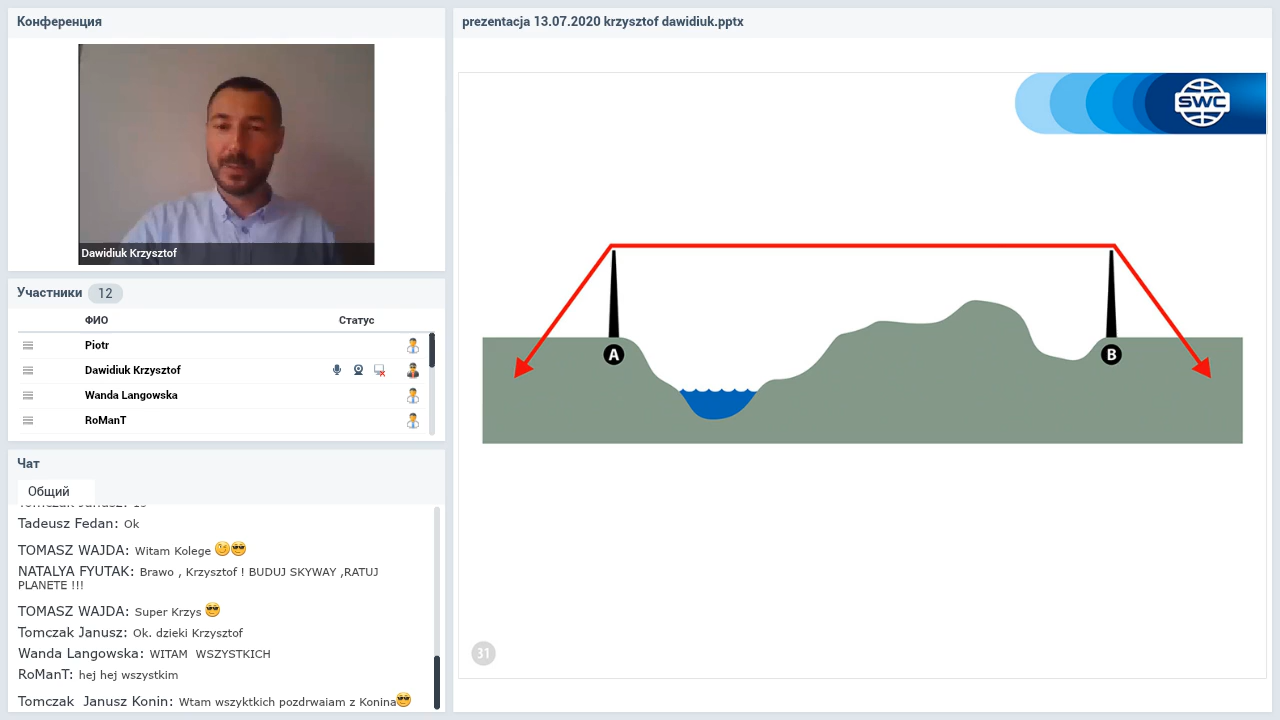 Конференция
Dawidiuk Krzysztof
Участники 12
ФИО Статус
Piotr
Dawidiuk Krzysztof
Wanda Langowska
RoManT
Чат
Общий
Tadeusz Fedan: Ok
TOMASZ WAJDA: Witam Kolege
NATALYA FYUTAK: Brawo , Krzysztof ! BUDUJ SKYWAY ,RATUJ
PLANETE !!!
TOMASZ WAJDA: Super Krzys
Tomczak Janusz: Ok. dzieki Krzysztof
Wanda Langowska: WITAM WSZYSTKICH
RoManT: hej hej wszystkim
Tomczak Janusz Konin: Wtam wszyktkich pozdrwaiam z Konina
prezentacja 13.07.2020 krzysztof dawidiuk.pptx
SWC
A
B
31